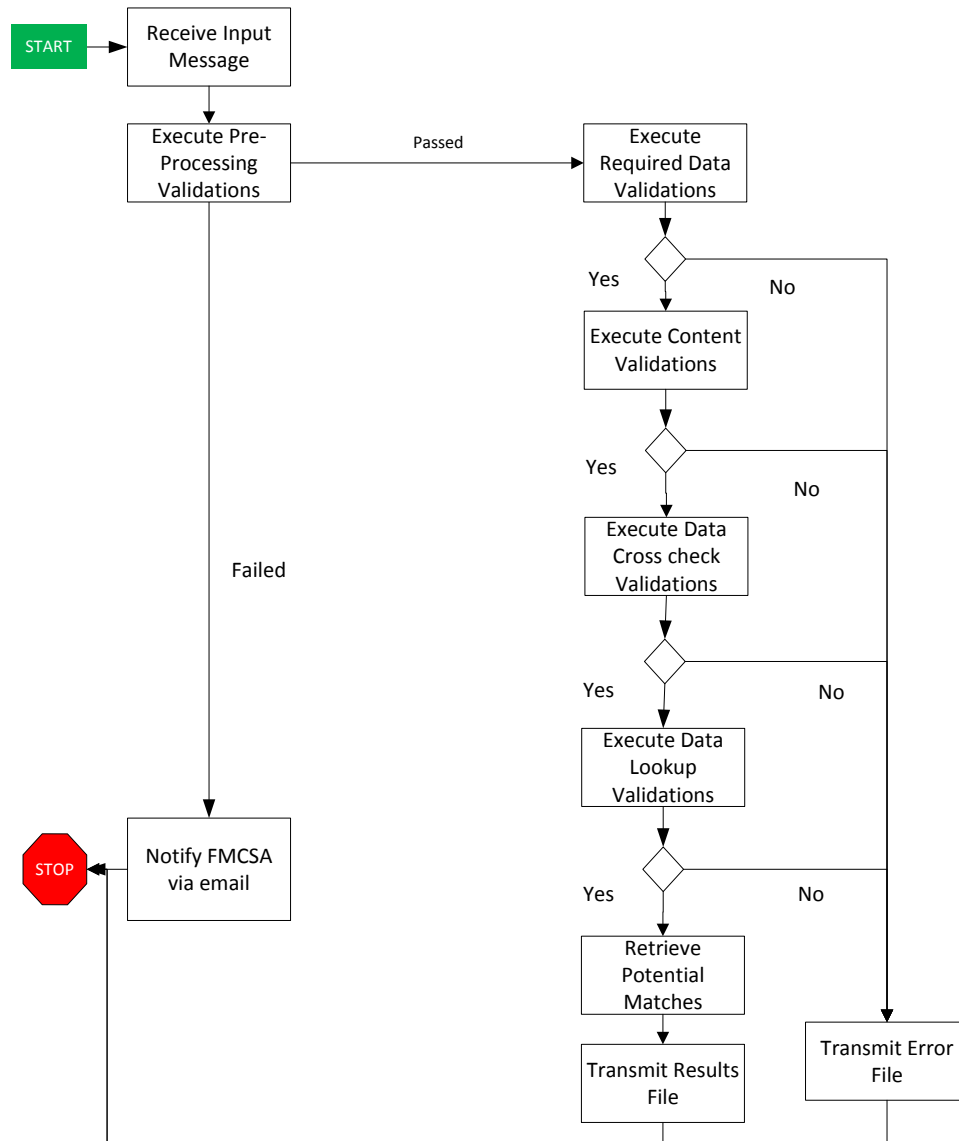 START
Receive Input
Message
Execute Pre-
Processing
Validations
Passed
Execute
Required Data
Validations
Yes
No
Execute Content
Validations
Yes
No
Execute Data
Cross check
Validations
Failed
Yes
No
Execute Data
Lookup
Validations
STOP
Notify FMCSA
via email
Yes
No
Retrieve
Potential
Matches
Transmit Results
File
Transmit Error
File